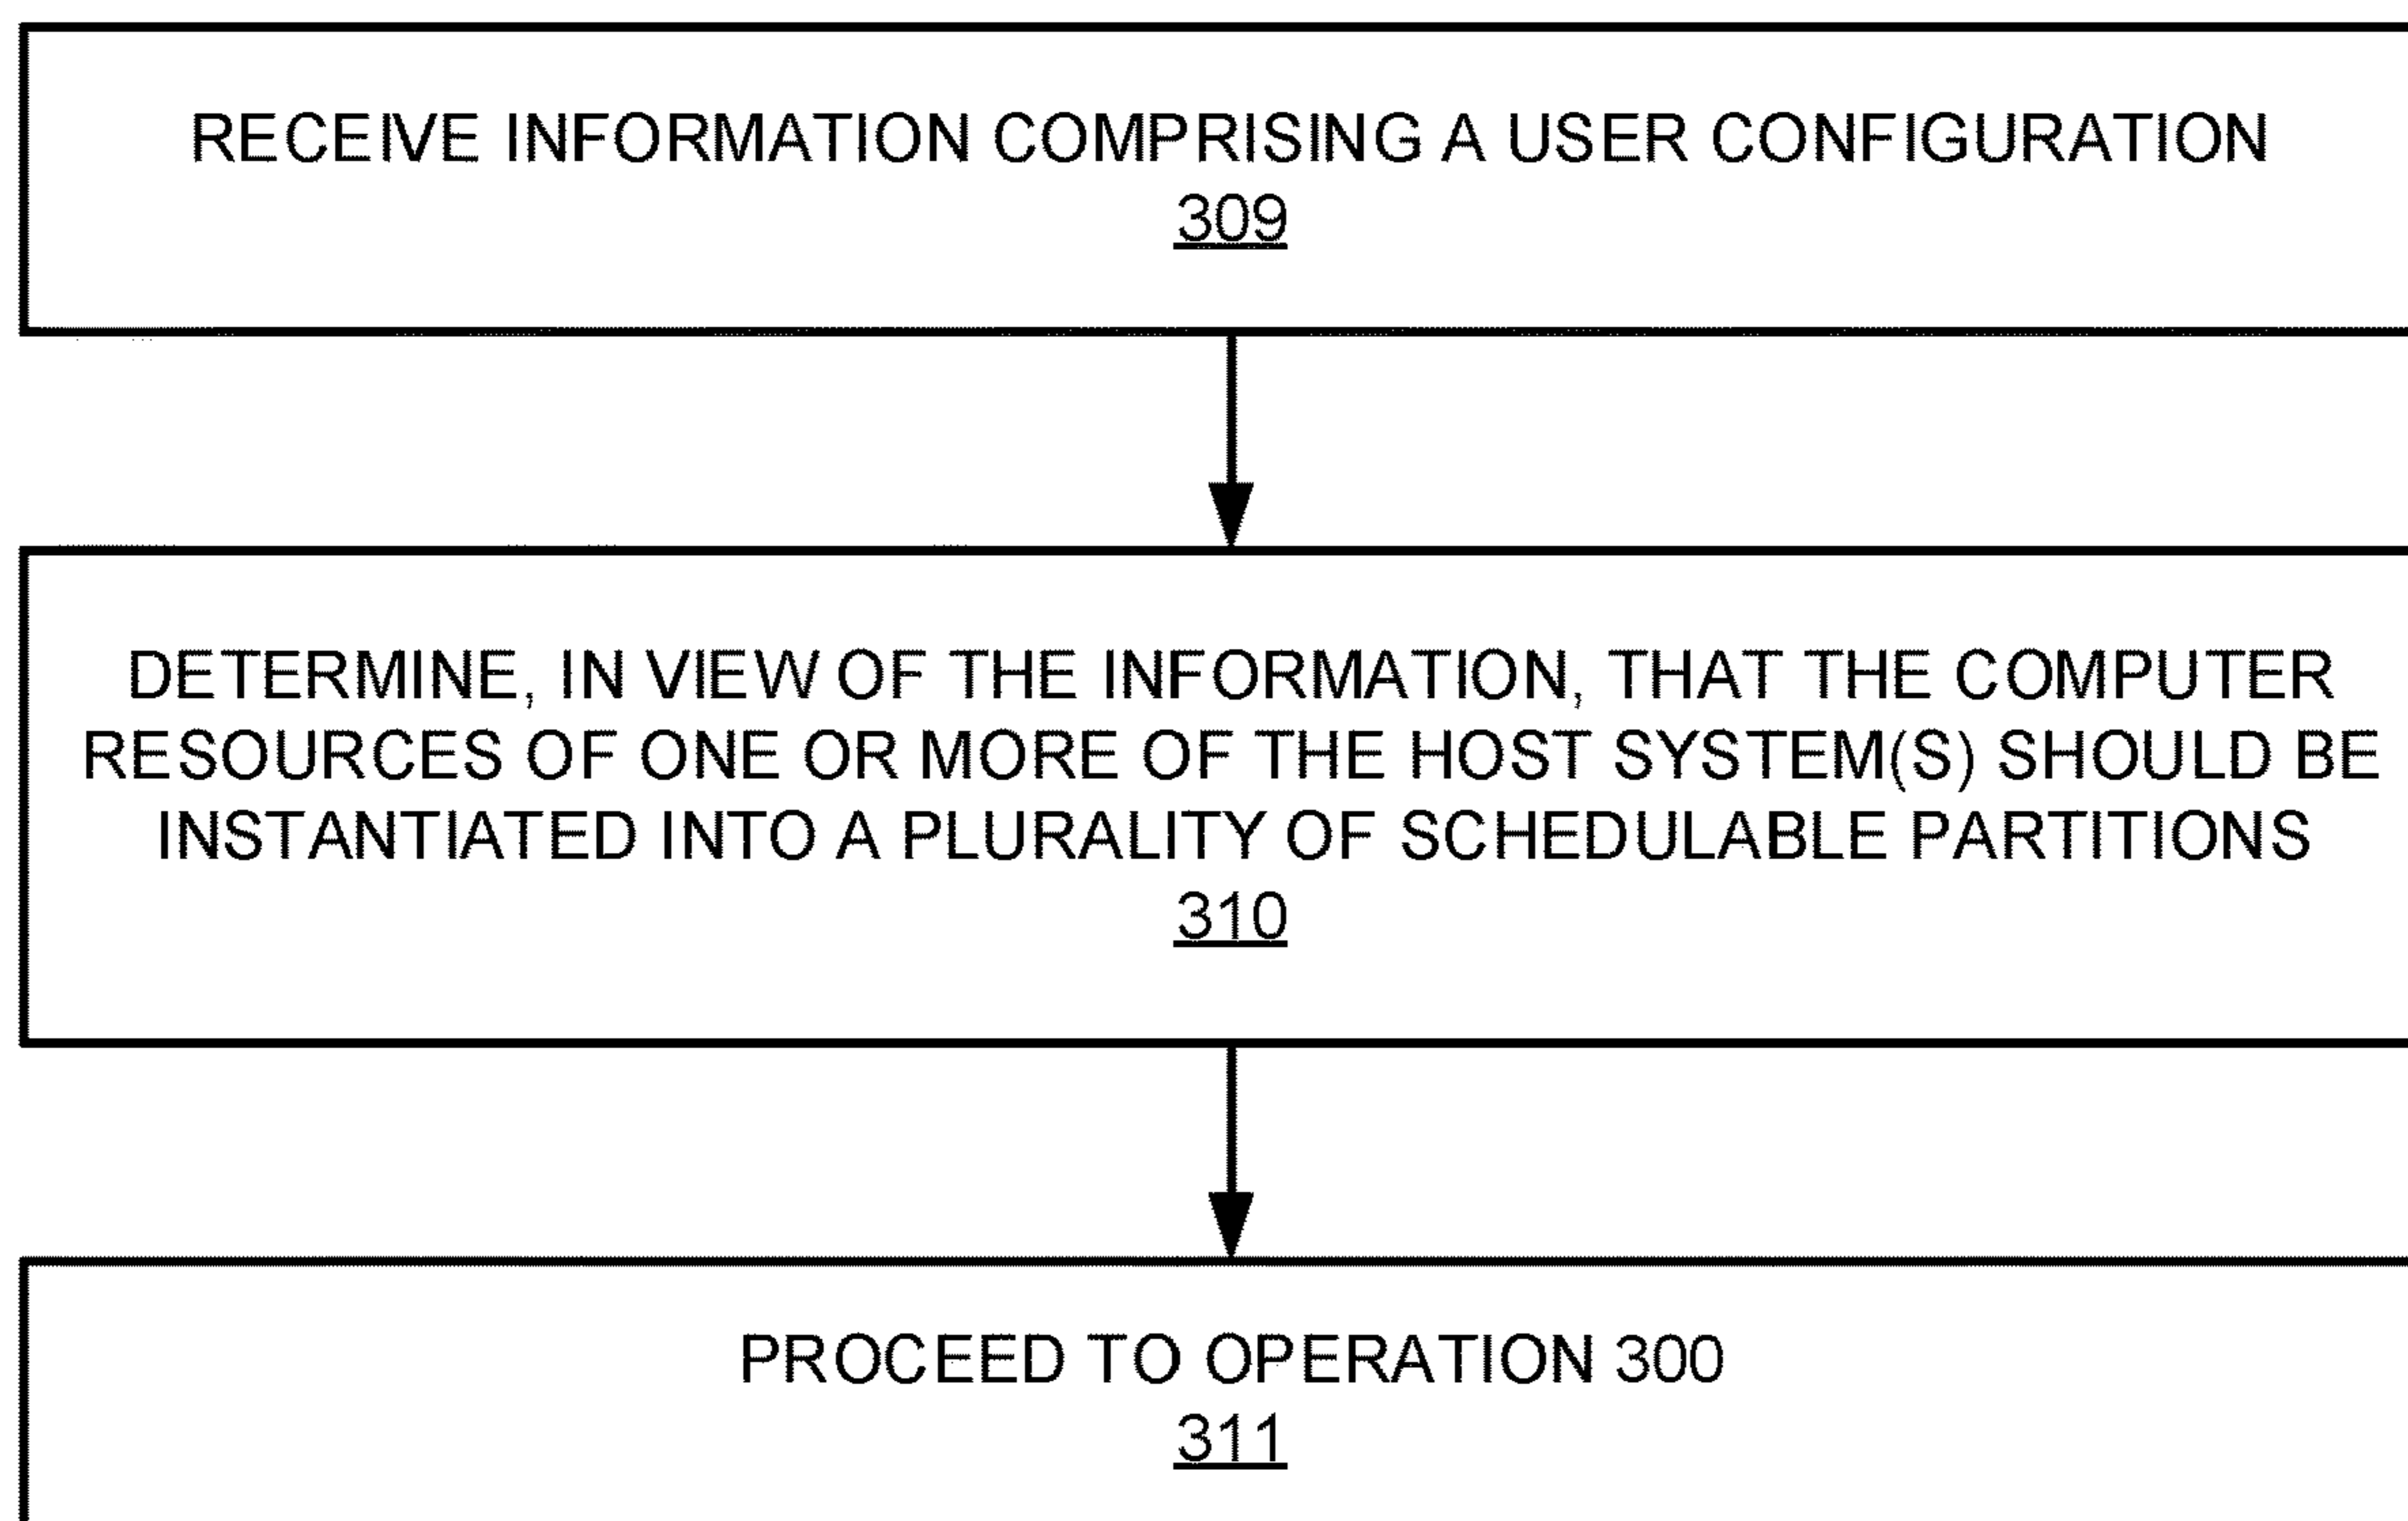 RECEIVE INFORMATION COMPRISING A USER CONFIGURATION
309
DETERMINE, IN VIEW OF THE INFORMATION, THAT THE COMPUTER
RESOURCES OF ONE OR MORE OF THE HOST SYSTEM(S) SHOULD BE
INSTANTIATED INTO A PLURALITY OF SCHEDULABLE PARTITIONS
310
PROCEED TO OPERATION 300
311